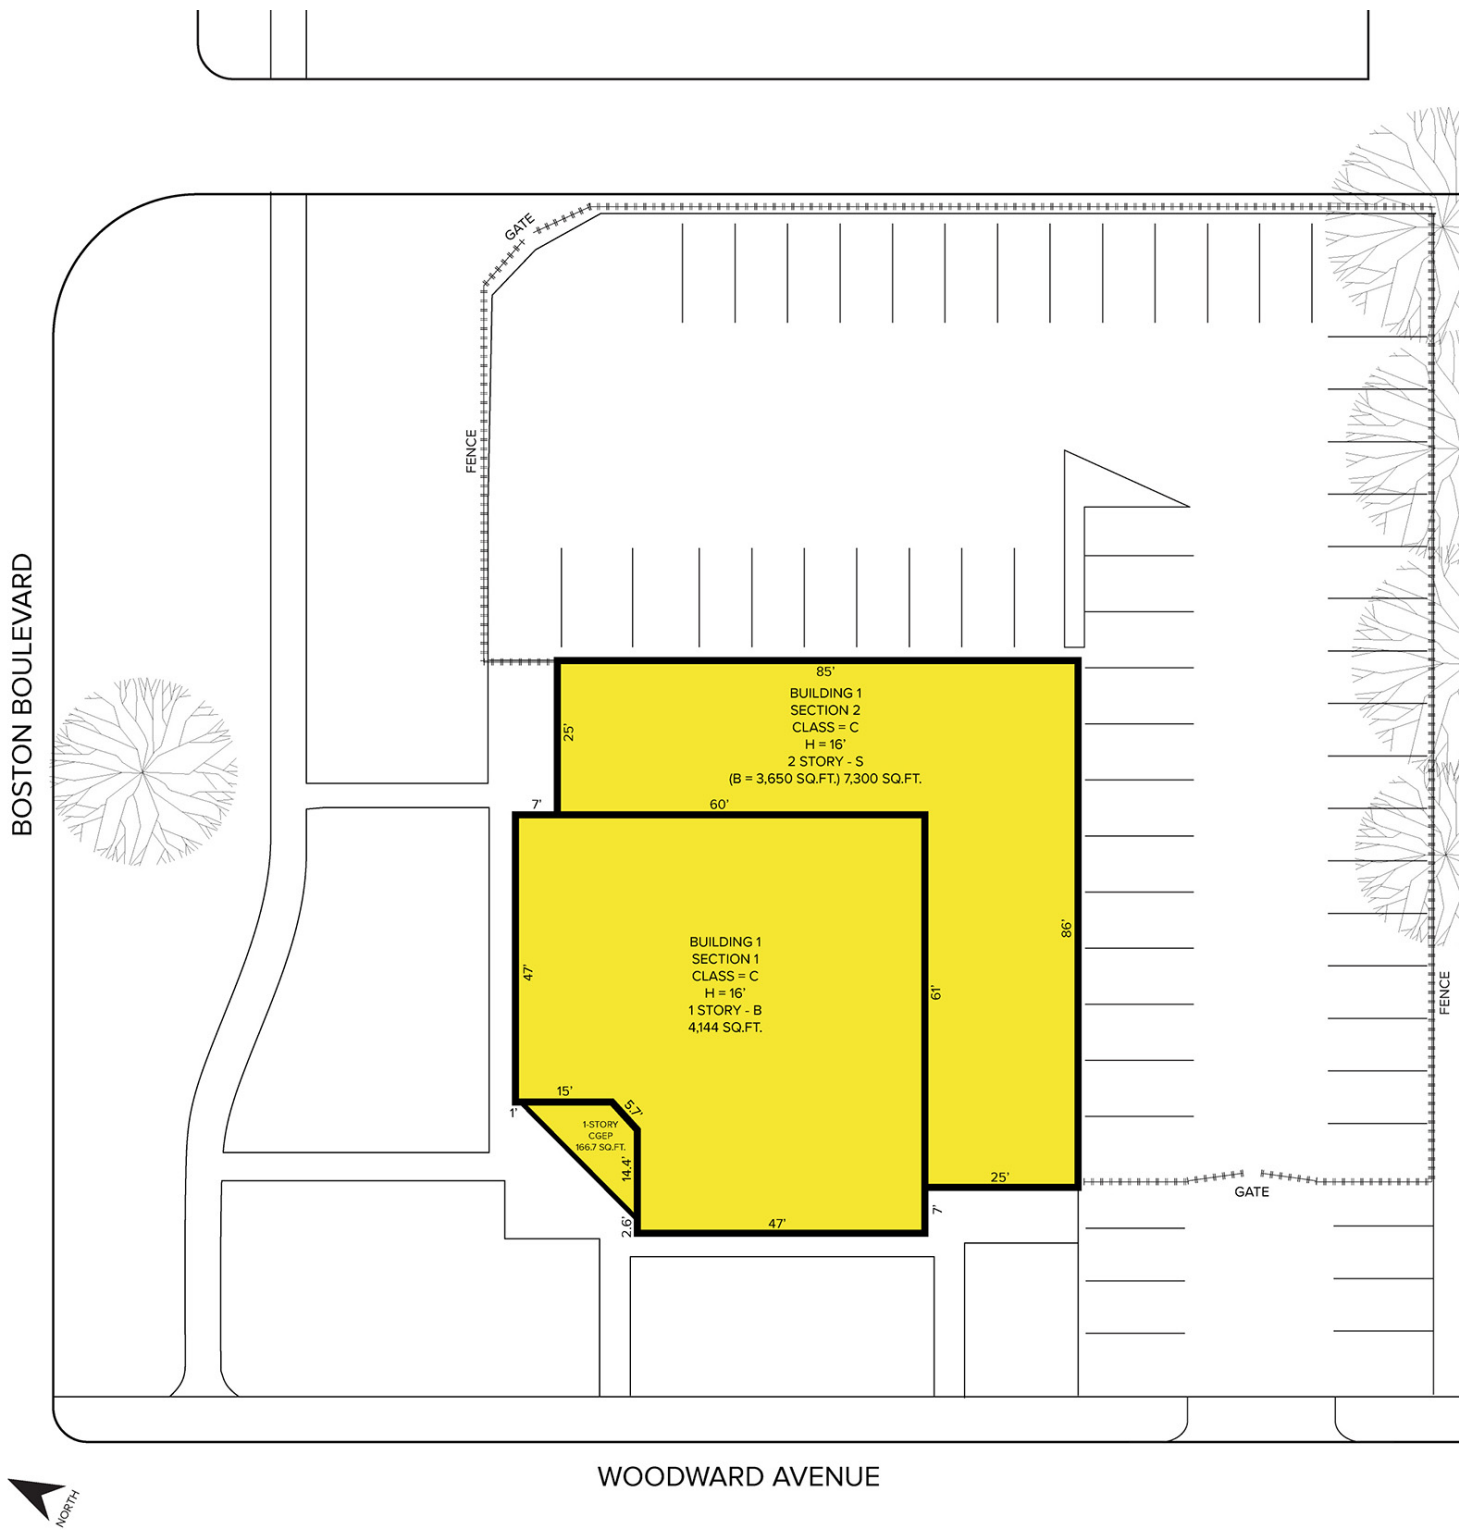 GATE
FENCE
BOSTON BOULEVARD
85'
BUILDING 1
SECTION 2
CLASS = C
H = 16'
2 STORY - S
(B = 3,650 SQ.FT.) 7,300 SQ.FT.
25'
7'
60'
BUILDING 1
SECTION 1
CLASS = C
H = 16'
1 STORY - B
4,144 SQ.FT.
47'
61'
86'
15'
1'
5.7'
1-STORY
CGEP
166.7 SQ.FT.
14.4'
2.6'
47'
7'
25'
FENCE
GATE
WOODWARD AVENUE
NORTH